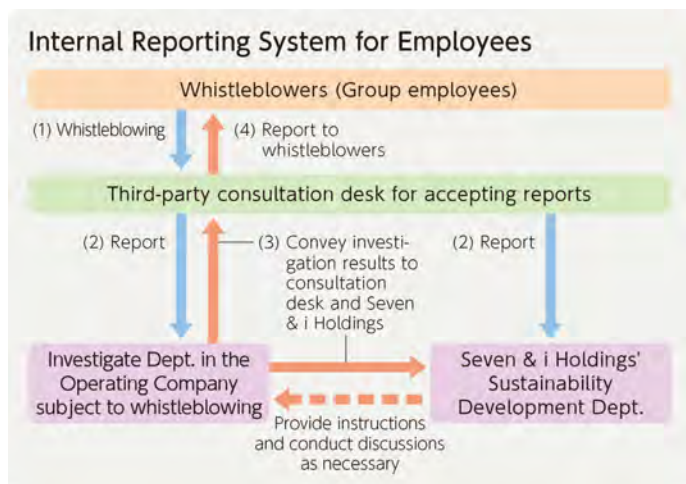 Internal Reporting System for Employees
Whistleblowers (Group employees)
(1) Whistleblowing
(4) Report to
whistleblowers
Third-party consultation desk for accepting reports
(2) Report
(3) Convey investi-
gation results to
consultation
desk and Seven
& i Holdings
(2) Report
Investigate Dept. in the
Operating Company
subject to whistleblowing
Seven & i Holdings'
Sustainability
Development Dept.
Provide instructions
and conduct discussions
as necessary